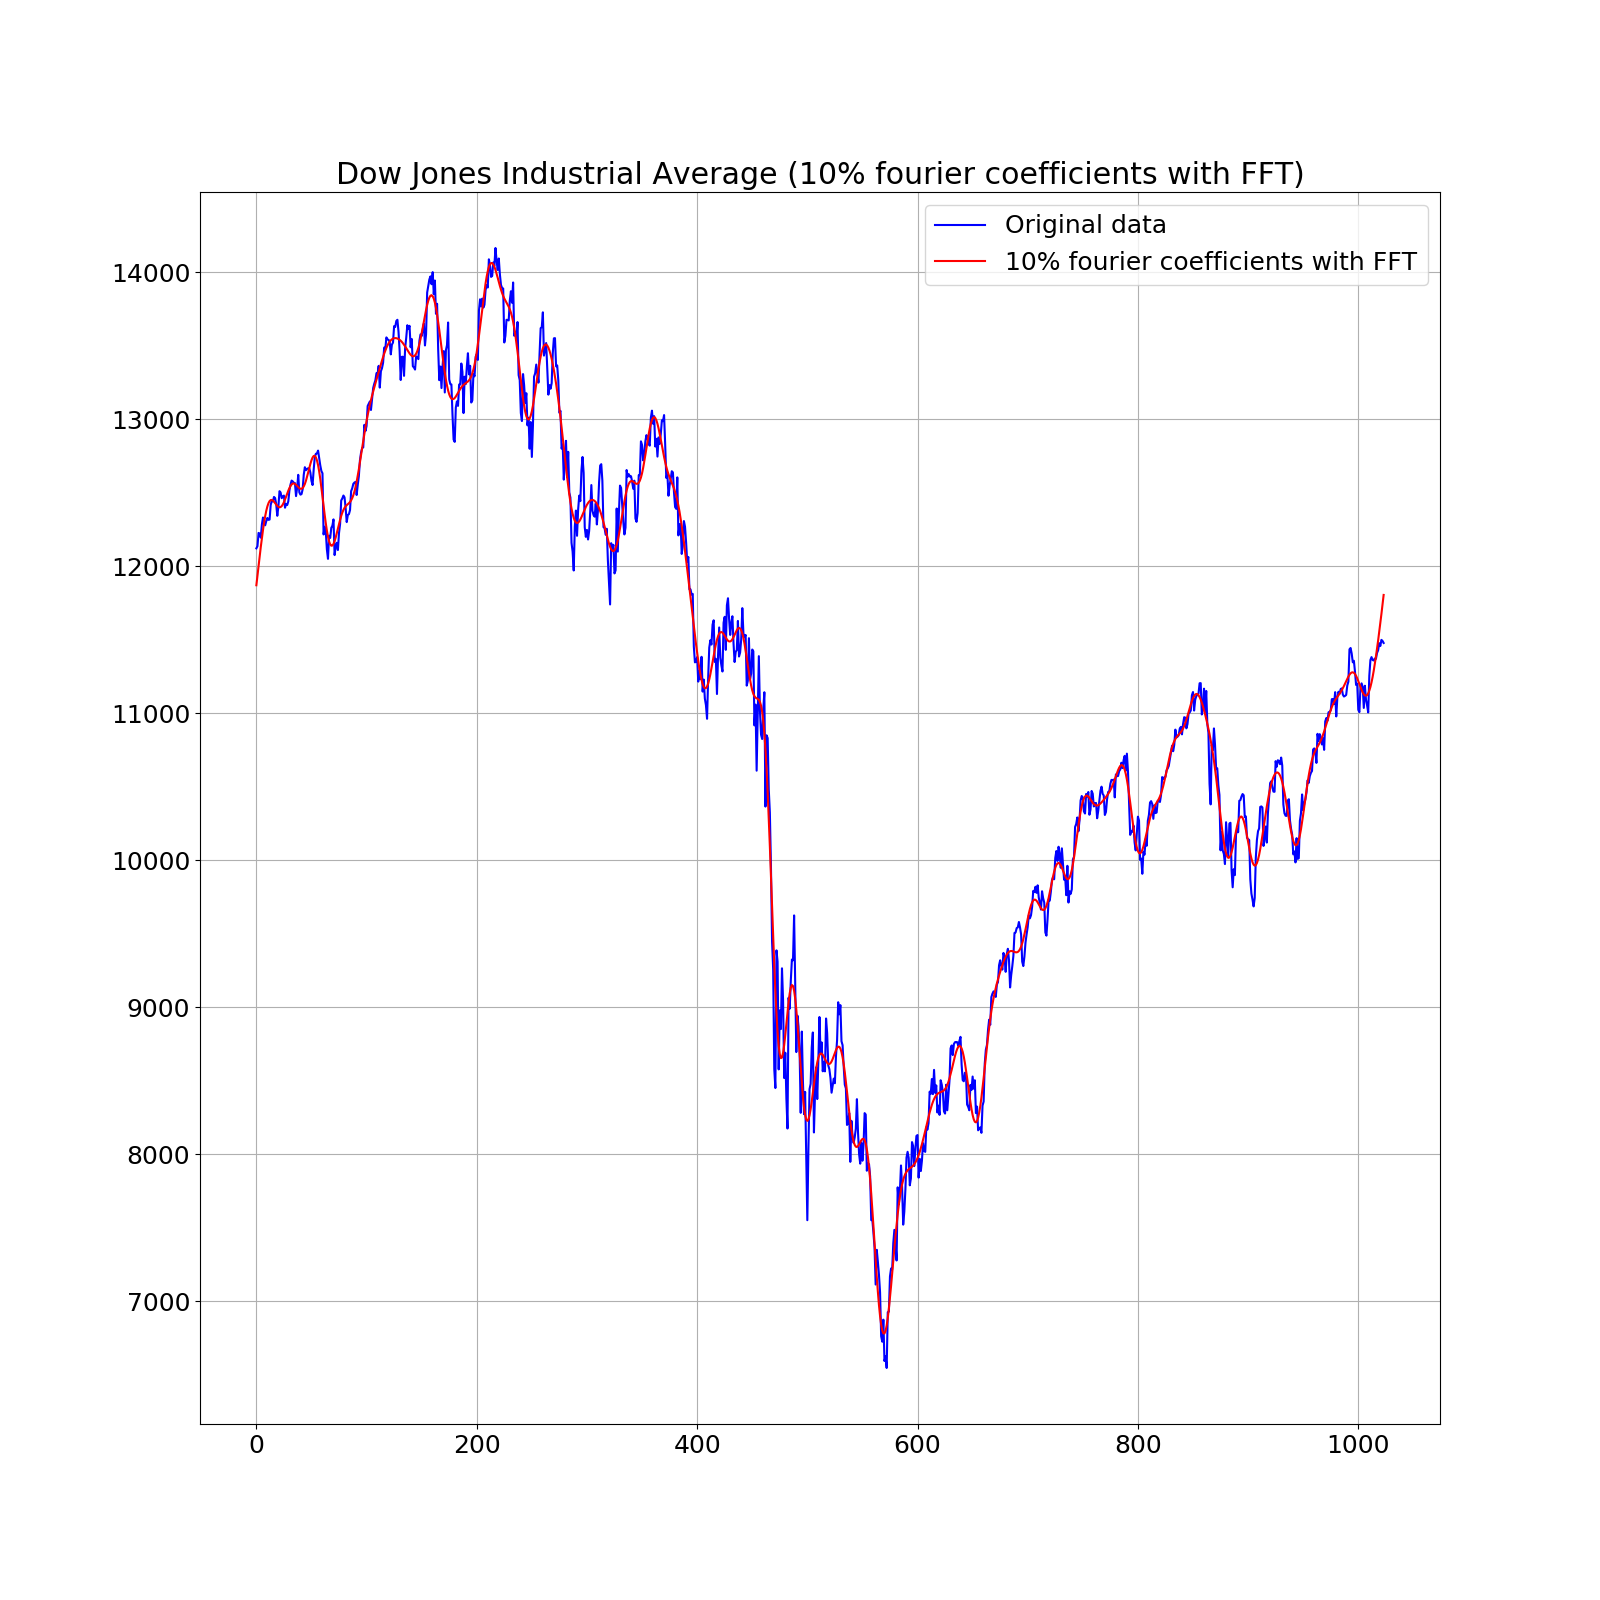 Dow Jones Industrial Average (10% fourier coefficients with FFT)
Original data
10% fourier coefficients with FFT
14000
13000
12000
11000
10000
9000
8000
7000
0 200 400 600 800 1000